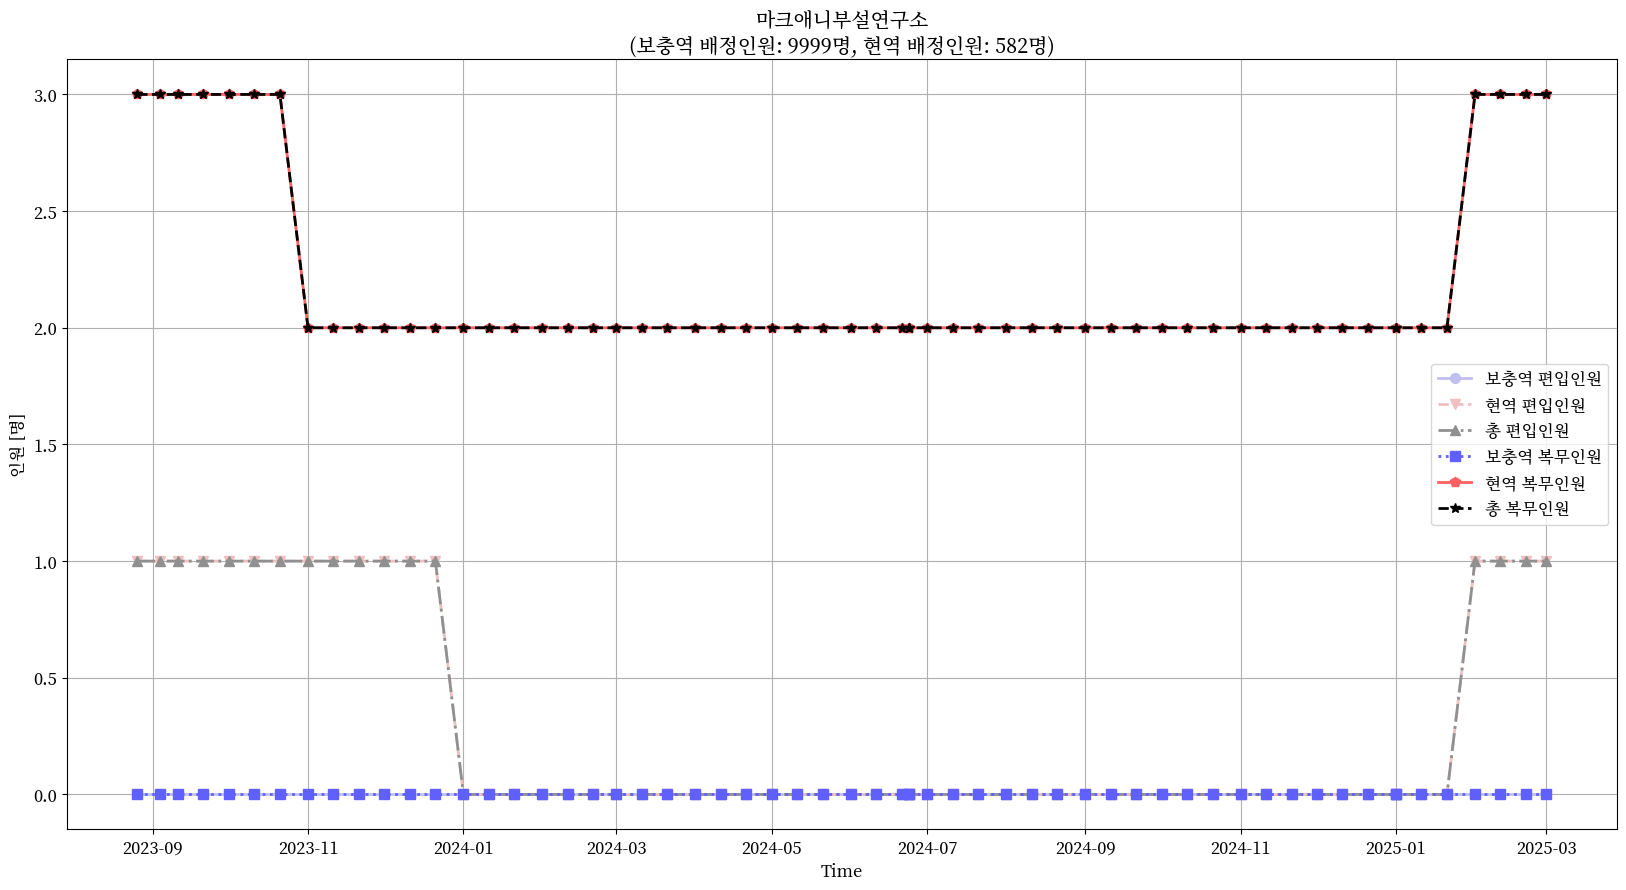 마크애니부설연구소
(보충역 배정인원: 9999명, 현역 배정인원: 582명)
인원 [명]
3.0
2.5
2.0
1.5
1.0
0.5
0.0
보충역 편입인원
현역 편입인원
총 편입인원
보충역 복무인원
현역 복무인원
총 복무인원
2023-09
2023-11
2024-01
2024-03
2024-05
2024-07
2024-09
2024-11
2025-01
2025-03
Time